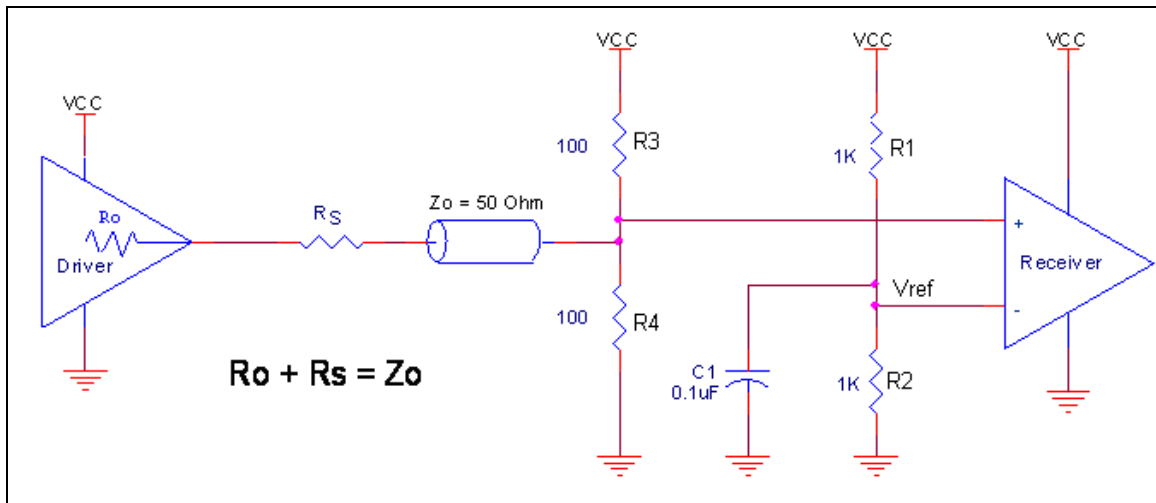 VCC
Ro
Driver
RS
Zo = 50 Ohm
VCC
100
R3
100
R4
VCC
1K
R1
Vref
C1
0.1uF
1K
R2
VCC
+
-
Receiver
Ro + Rs = Zo